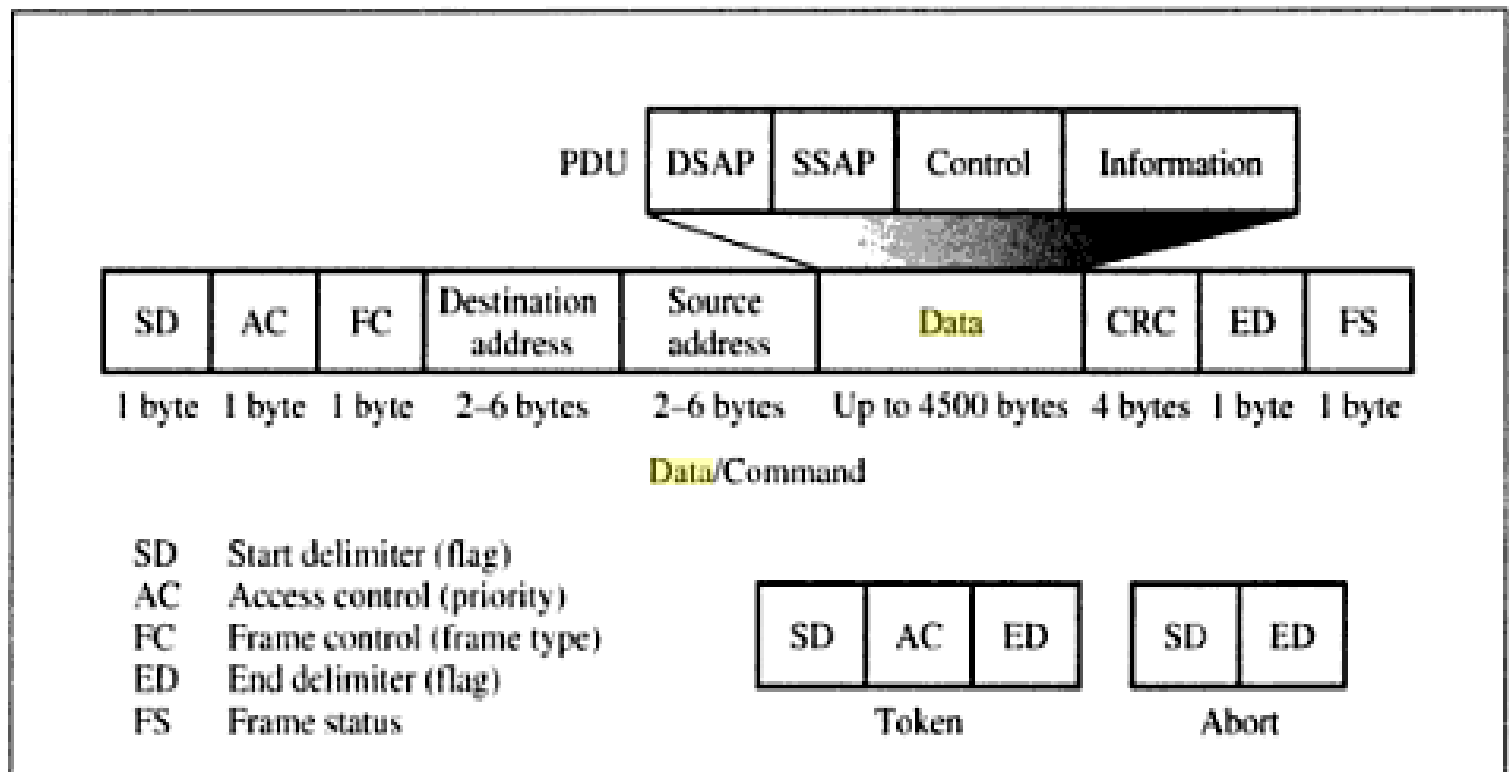 PDU DSAP SSAP Control Information
SD AC FC Destination address Source address Data CRC ED FS
1 byte 1 byte 1 byte 2–6 bytes 2–6 bytes Up to 4500 bytes 4 bytes 1 byte 1 byte
Data/Command
SD Start delimiter (flag)
AC Access control (priority)
FC Frame control (frame type)
ED End delimiter (flag)
FS Frame status
SD AC ED
Token
SD ED
Abort